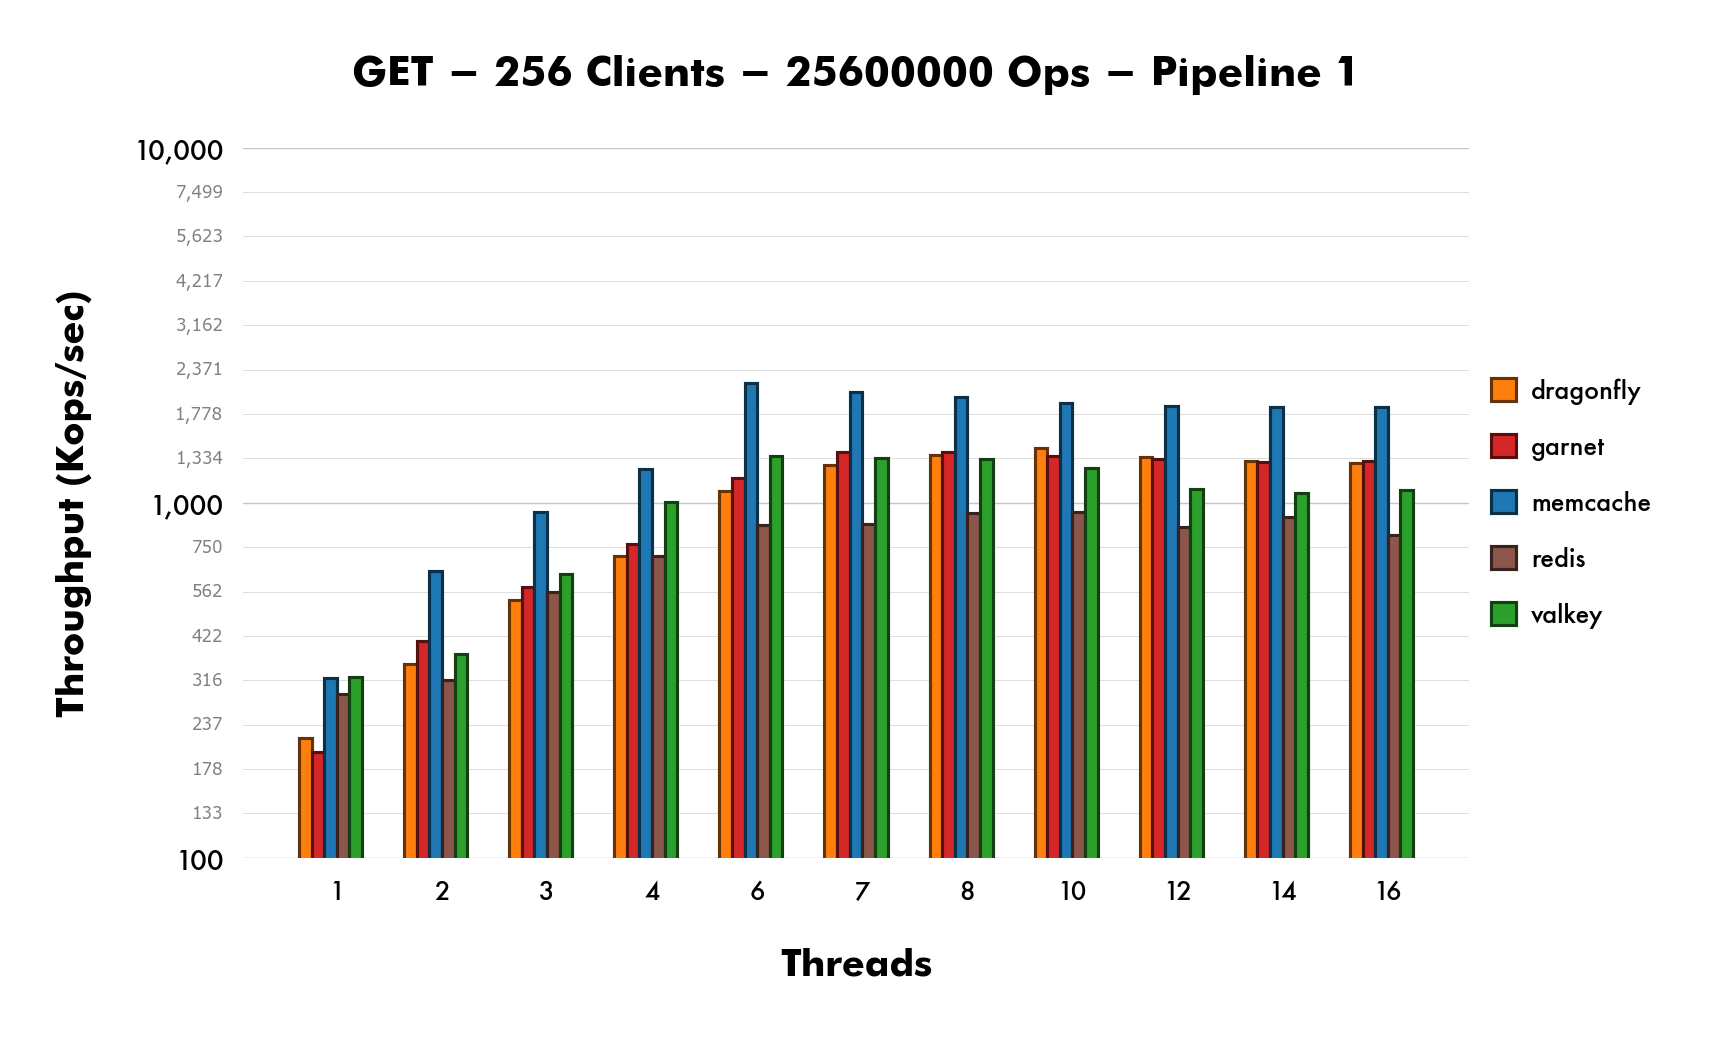 GET – 256 Clients – 25600000 Ops – Pipeline 1
Throughput (Kops/sec)
10,000
7,499
5,623
4,217
3,162
2,371
1,778
1,334
1,000
750
562
422
316
237
178
133
100
1 2 3 4 6 7 8 10 12 14 16
Threads
dragonfly
garnet
memcache
redis
valkey